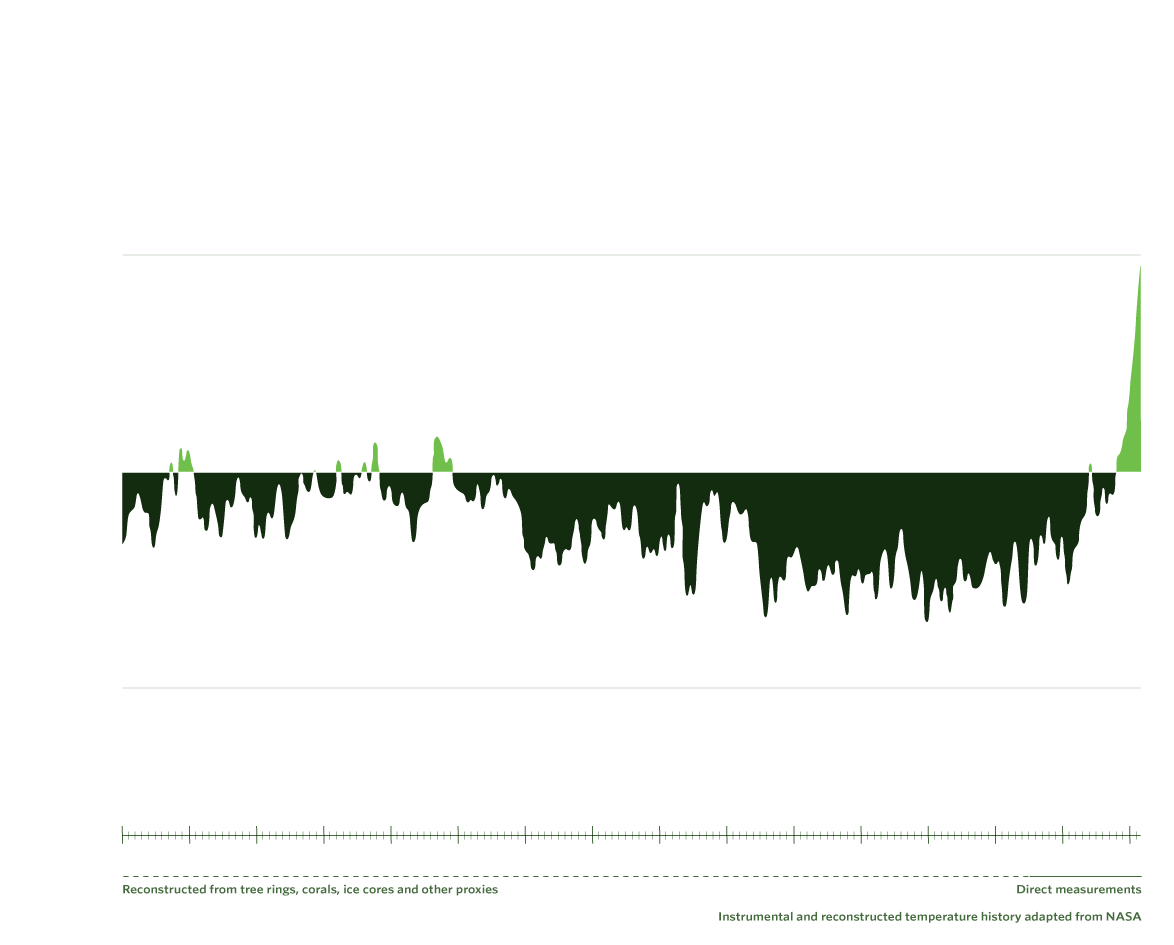 Reconstructed from tree rings, corals, ice cores and other proxies
Direct measurements
Instrumental and reconstructed temperature history adapted from NASA